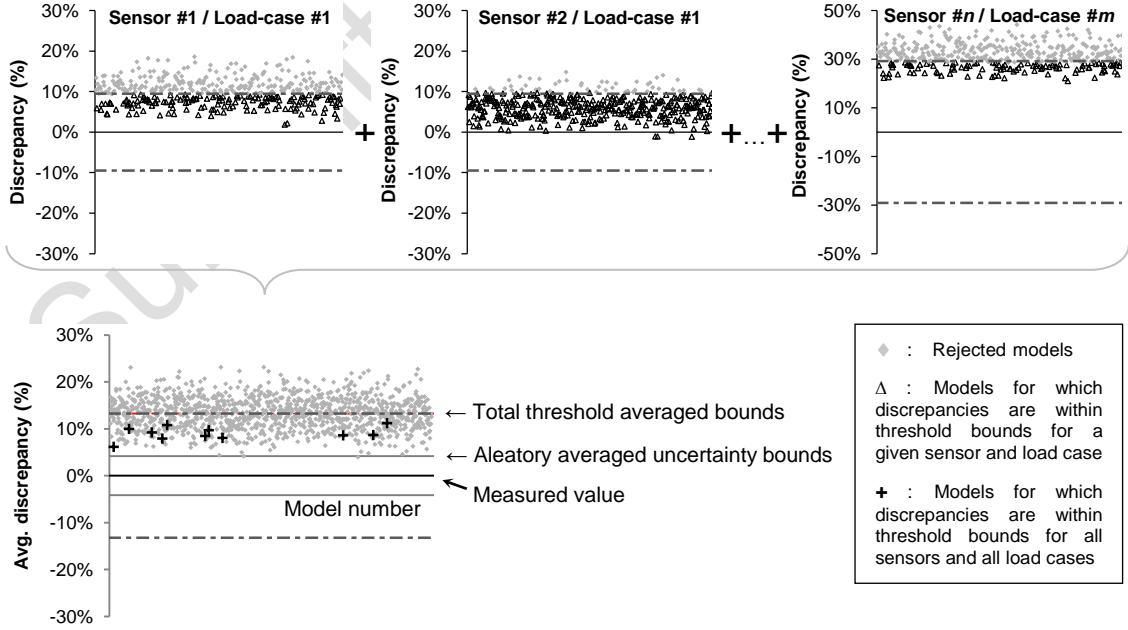 Sensor #1 / Load-case #1
Discrepancy (%)
30%
20%
10%
0%
-10%
-20%
-30%
+
Sensor #2 / Load-case #1
Discrepancy (%)
30%
20%
10%
0%
-10%
-20%
-30%
+ ... +
Sensor #n / Load-case #m
Discrepancy (%)
50%
30%
10%
-10%
-30%
-50%
Avg. discrepancy (%)
30%
20%
10%
0%
-10%
-20%
-30%
Model number
← Total threshold averaged bounds
← Aleatory averaged uncertainty bounds
Measured value
: Rejected models
Δ : Models for which
discrepancies are within
threshold bounds for a
given sensor and load case
+ : Models for which
discrepancies are within
threshold bounds for all
sensors and all load cases